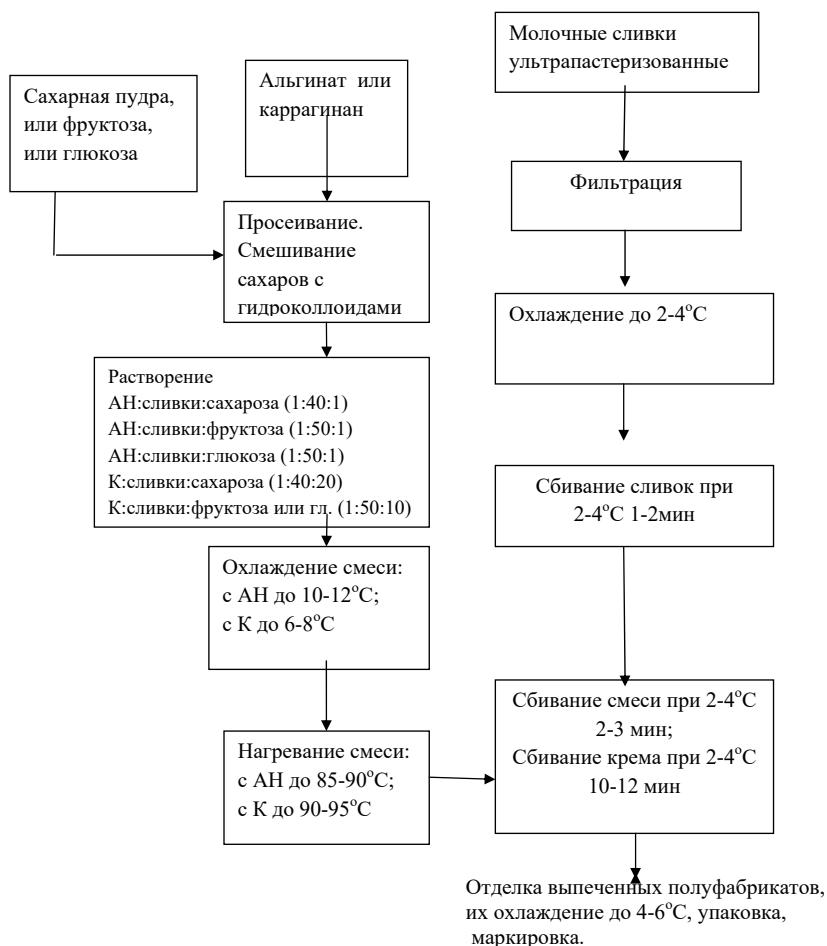 Молочные сливки
ультрапастеризованные
Альгинат или
каррагинан
Сахарная пудра,
или фруктоза,
или глюкоза
Фильтрация
Просеивание.
Смешивание
сахаров с
гидроколлоидами
Охлаждение до 2-4°С
Растворение
АН:сливки:сахароза (1:40:1)
АН:сливки:фруктоза (1:50:1)
АН:сливки:глюкоза (1:50:1)
К:сливки:сахароза (1:40:20)
К:сливки:фруктоза или гл. (1:50:10)
Сбивание сливок при
2-4°С 1-2мин
Охлаждение смеси:
с АН до 10-12°С;
с К до 6-8°С
Сбивание смеси при 2-4°С
2-3 мин;
Сбивание крема при 2-4°С
10-12 мин
Нагревание смеси:
с АН до 85-90°С;
с К до 90-95°С
Отделка выпеченных полуфабрикатов,
их охлаждение до 4-6°С, упаковка,
маркировка.